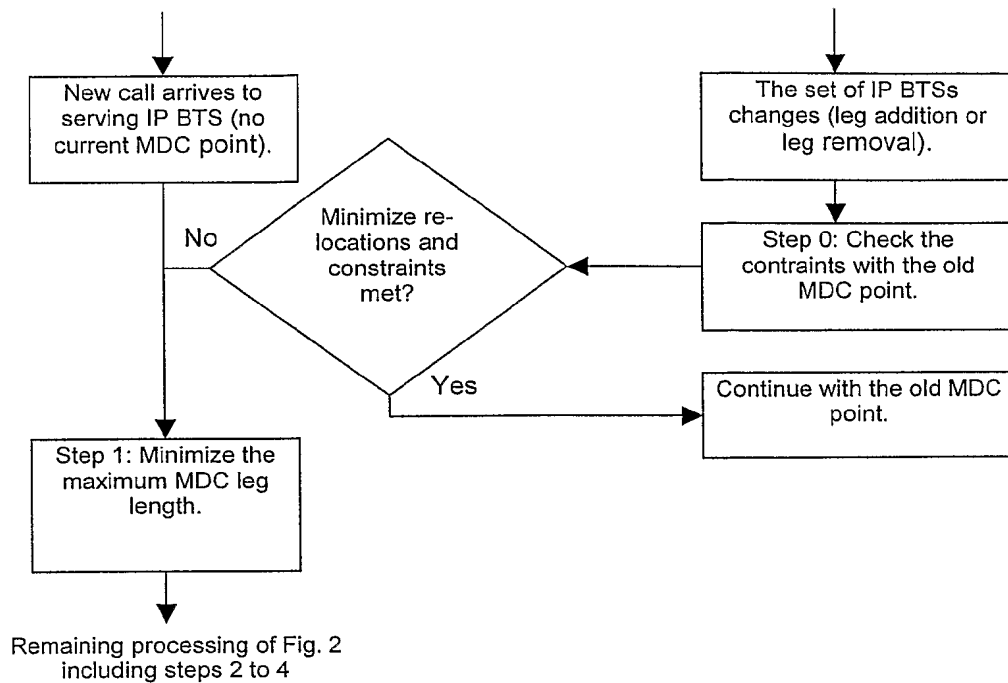 New call arrives to
serving IP BTS (no
current MDC point).
The set of IP BTSs
changes (leg addition or
leg removal).
Minimize re-
locations and
constraints
met?
No
Step 0: Check the
contraints with the old
MDC point.
Yes
Continue with the old MDC
point.
Step 1: Minimize the
maximum MDC leg
length.
Remaining processing of Fig. 2
including steps 2 to 4